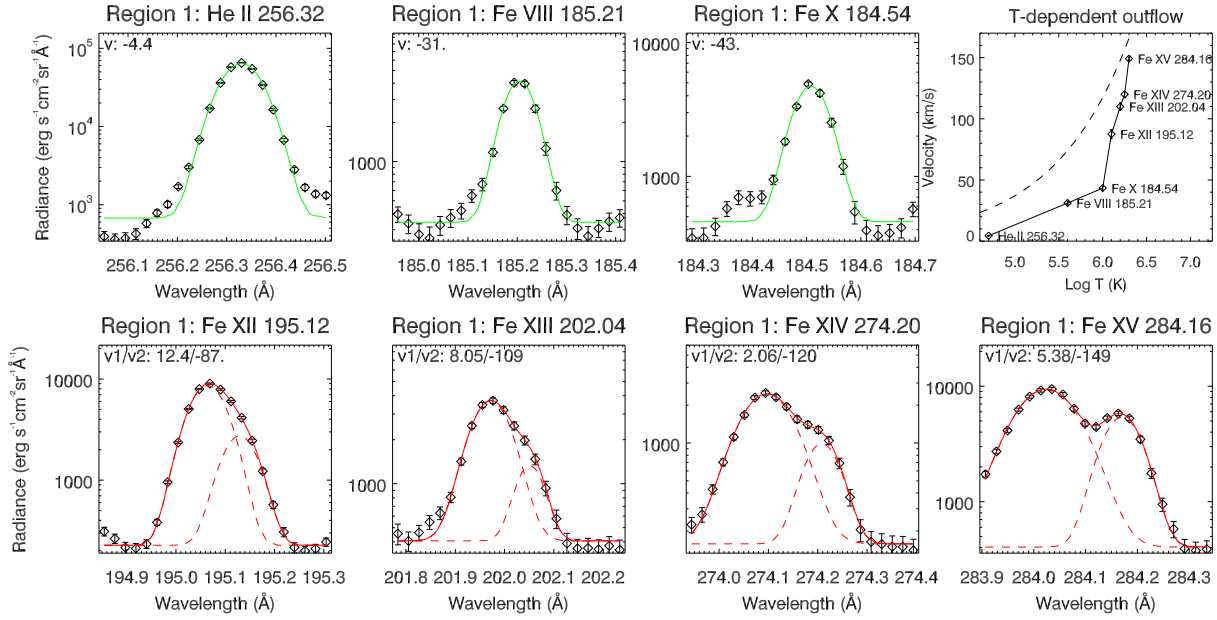 Region 1: He II 256.32
Region 1: Fe VIII 185.21
Region 1: Fe X 184.54
T-dependent outflow
v: -4.4
v: -31.
v: -43.
Radiance (erg s⁻¹cm⁻²sr⁻¹Å⁻¹)
10⁵
10⁴
10³
256.1 256.2 256.3 256.4 256.5
Wavelength (Å)
1000
185.0 185.1 185.2 185.3 185.4
Wavelength (Å)
10000
1000
184.3 184.4 184.5 184.6 184.7
Wavelength (Å)
Velocity (km/s)
150
100
50
0
Fe XV 284.16
Fe XIV 274.20
Fe XIII 202.04
Fe XII 195.12
Fe X 184.54
Fe VIII 185.21
He II 256.32
5.0 5.5 6.0 6.5 7.0
Log T (K)
Region 1: Fe XII 195.12
Region 1: Fe XIII 202.04
Region 1: Fe XIV 274.20
Region 1: Fe XV 284.16
v1/v2: 12.4/-87.
v1/v2: 8.05/-109
v1/v2: 2.06/-120
v1/v2: 5.38/-149
Radiance (erg s⁻¹cm⁻²sr⁻¹Å⁻¹)
10000
1000
194.9 195.0 195.1 195.2 195.3
Wavelength (Å)
1000
201.8 201.9 202.0 202.1 202.2
Wavelength (Å)
1000
274.0 274.1 274.2 274.3 274.4
Wavelength (Å)
10000
1000
283.9 284.0 284.1 284.2 284.3
Wavelength (Å)